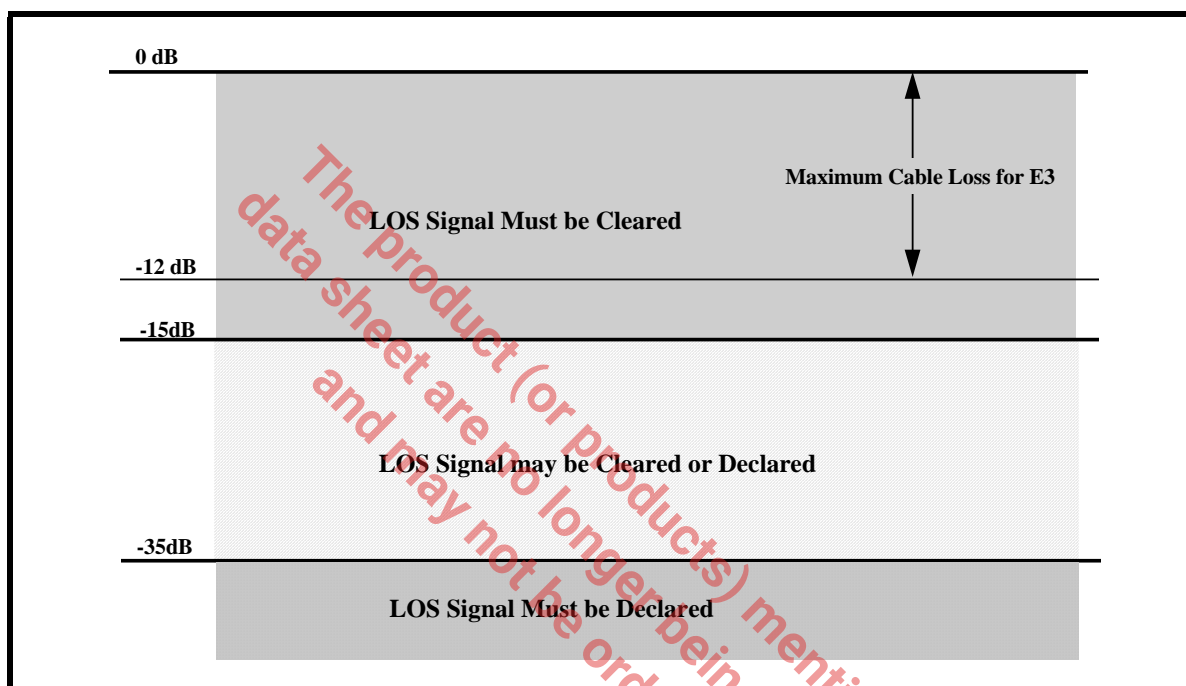 0 dB
Maximum Cable Loss for E3
LOS Signal Must be Cleared
-12 dB
-15dB
LOS Signal may be Cleared or Declared
-35dB
LOS Signal Must be Declared
The product (or products) menti
data sheet are no longer bein
and may not be ord